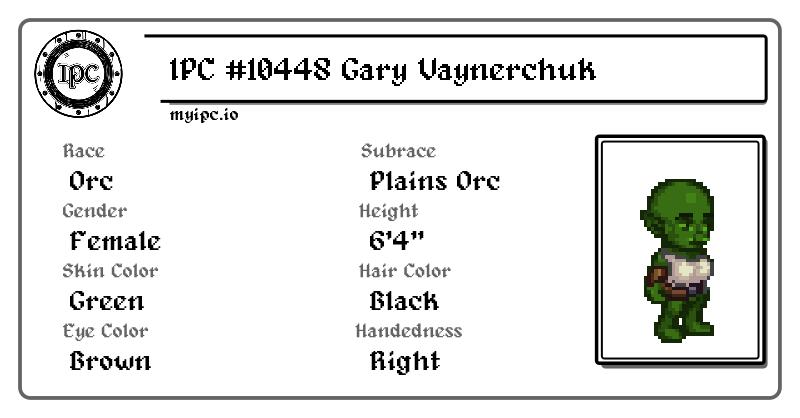 IPC
IPC #10448 Gary Vaynerchuk
myipc.io
Race
Orc
Subrace
Plains Orc
Gender
Female
Height
6'4"
Skin Color
Green
Hair Color
Black
Eye Color
Brown
Handedness
Right